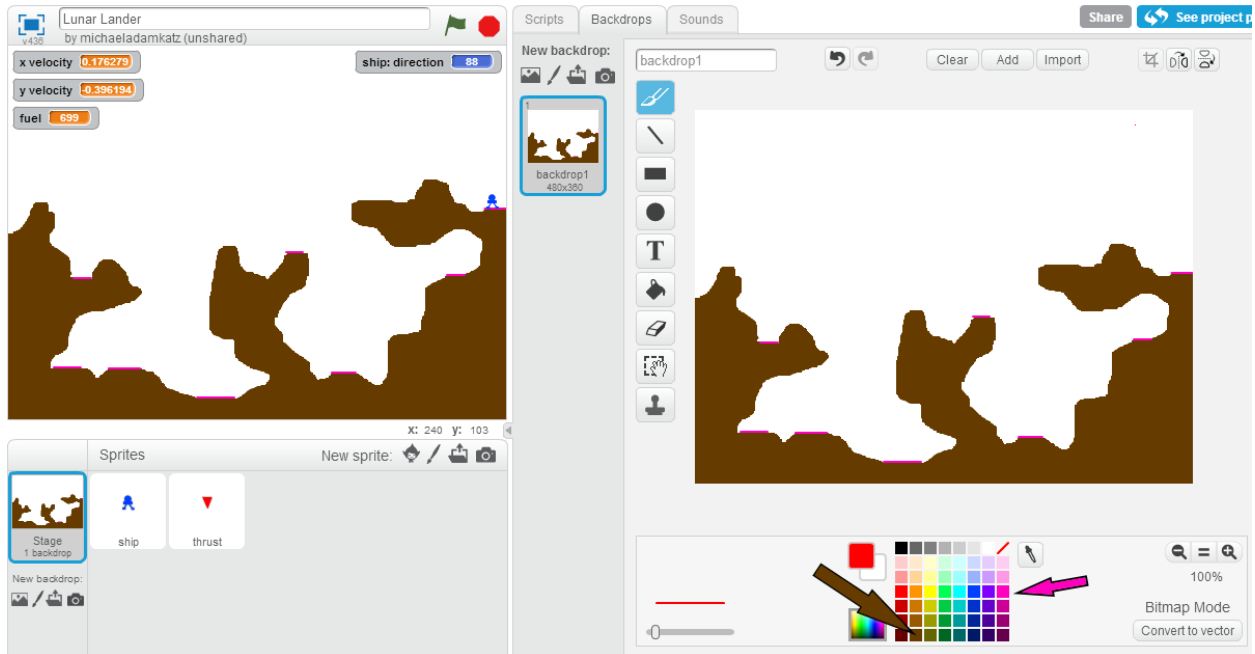 Lunar Lander
v436
by michaeladamkatz (unshared)
x velocity 0.176279
y velocity -0.396194
fuel 699
ship: direction 88
x: 240 y: 103
Sprites
New sprite:
Stage
1 backdrop
New backdrop:
ship
thrust
Scripts
Backdrops
Sounds
Share
See project p
New backdrop:
1
backdrop1
480x360
backdrop1
Clear
Add
Import
T
100%
Bitmap Mode
Convert to vector